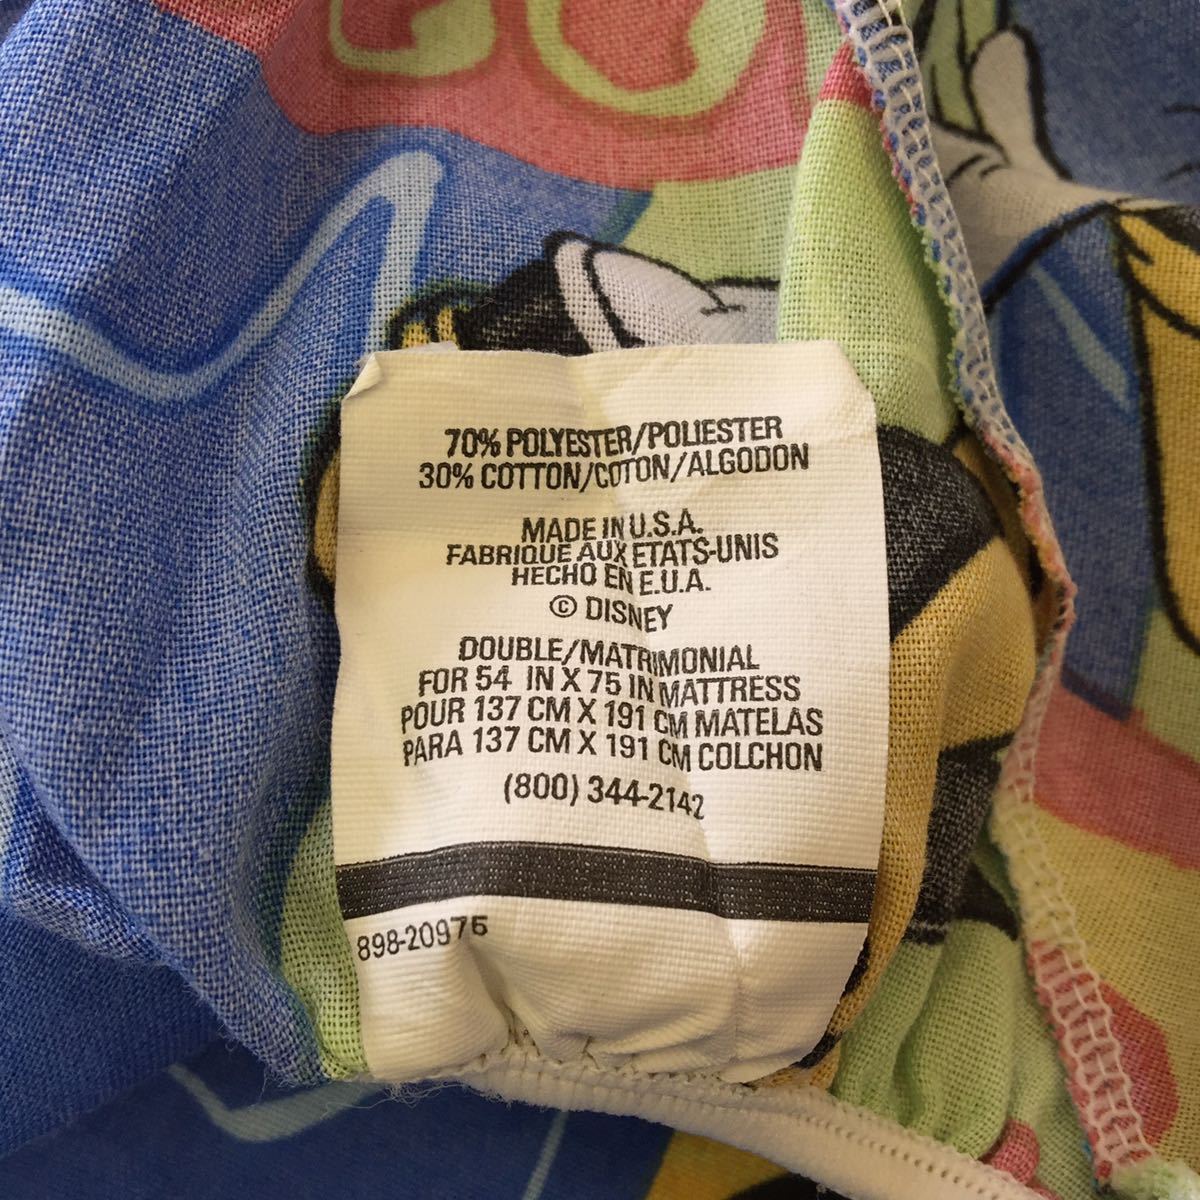 70% POLYESTER/POLIESTER
30% COTTON/COTON/ALGODON
MADE IN U.S.A.
FABRIQUE AUX ETATS-UNIS
HECHO EN E.U.A.
© DISNEY
DOUBLE/MATRIMONIAL
FOR 54 IN X 75 IN MATTRESS
POUR 137 CM X 191 CM MATELAS
PARA 137 CM X 191 CM COLCHON
(800) 344-2142
898-20975